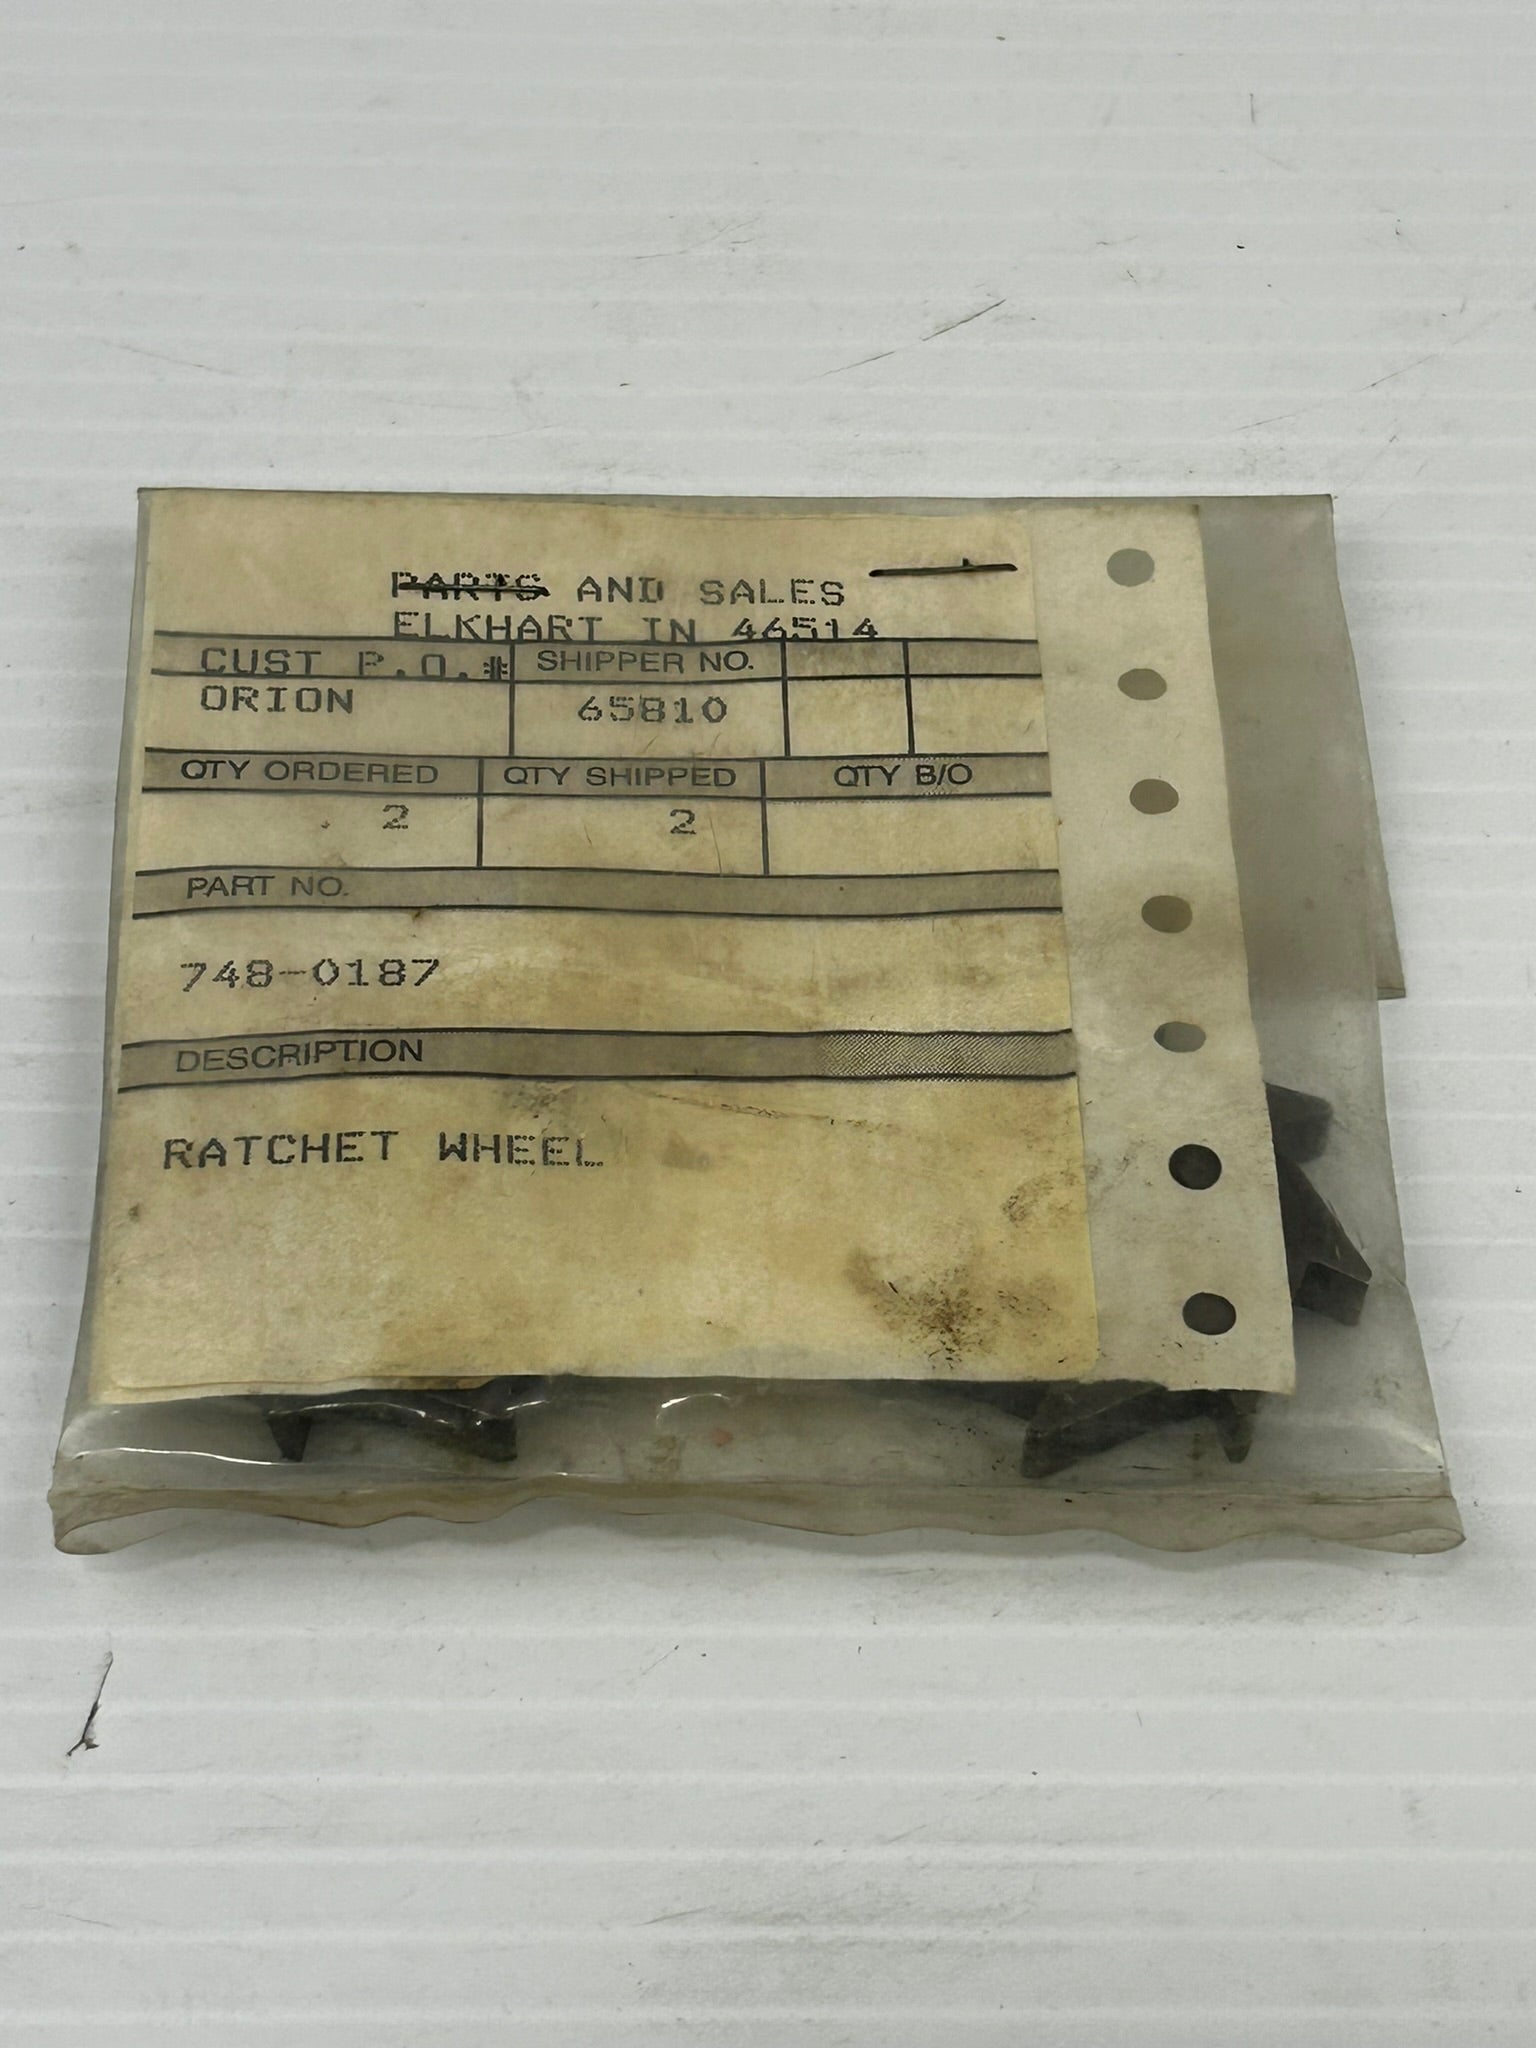 PARTS AND SALES
ELKHART IN 46514
CUST P.O.# SHIPPER NO.
ORION 65810
QTY ORDERED QTY SHIPPED QTY B/O
2 2
PART NO.
748-0187
DESCRIPTION
RATCHET WHEEL